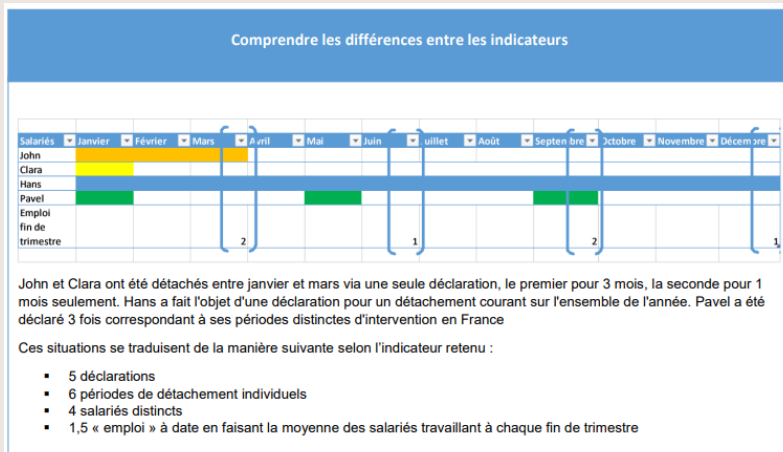 Comprendre les différences entre les indicateurs
Salariés Janvier Février Mars Avril Mai Juin uillet Août Septembre Octobre Novembre Décembre
John
Clara
Hans
Pavel
Emploi
fin de
trimestre 2 1 2 1
John et Clara ont été détachés entre janvier et mars via une seule déclaration, le premier pour 3 mois, la seconde pour 1
mois seulement. Hans a fait l'objet d'une déclaration pour un détachement courant sur l'ensemble de l'année. Pavel a été
déclaré 3 fois correspondant à ses périodes distinctes d'intervention en France
Ces situations se traduisent de la manière suivante selon l'indicateur retenu :
▪ 5 déclarations
▪ 6 périodes de détachement individuels
▪ 4 salariés distincts
▪ 1,5 « emploi » à date en faisant la moyenne des salariés travaillant à chaque fin de trimestre